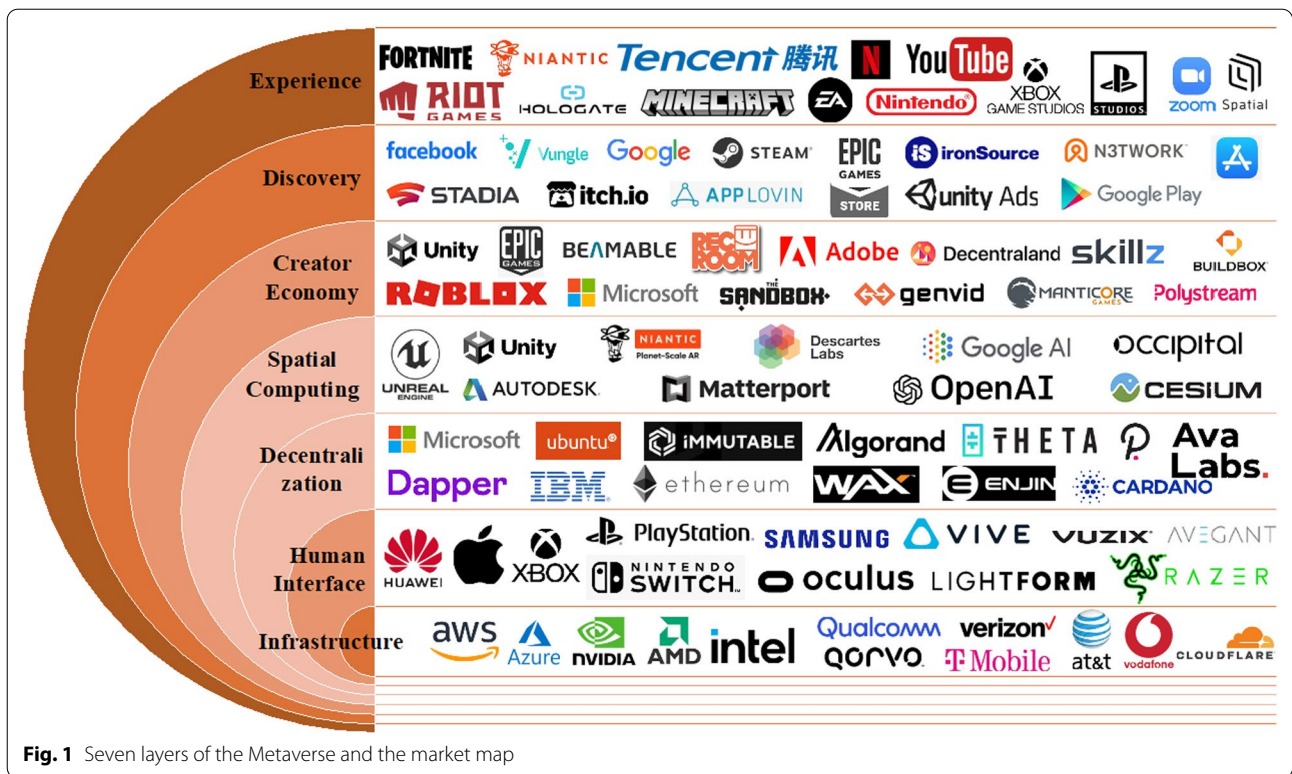 Experience
FORTNITE NIANTIC Tencent 腾讯 N YouTube XBOX GAME STUDIOS STUDIOS zoom Spatial
RIOT GAMES HOLOGATE MINECRAFT EA Nintendo®
Discovery
facebook Vungle Google STEAM® EPIC GAMES STORE ironSource N3TWORK™
STADIA itch.io APPLOVIN unity Ads Google Play
Creator
Economy
Unity EPIC GAMES BEAMABLE REC ROOM Adobe Decentraland skillz BUILDBOX
ROBLOX Microsoft THE SANDBOX genvid MANTICORE GAMES Polystream
Spatial
Computing
UNREAL ENGINE Unity NIANTIC Planet-Scale AR Descartes Labs Google AI occipital
AUTODESK. Matterport OpenAI CESIUM
Decentrali
zation
Microsoft ubuntu® iMMUTABLE Algorand THETA Ava Labs.
Dapper IBM® ethereum WAX ENJIN CARDANO
Human
Interface
HUAWEI XBOX PlayStation. SAMSUNG VIVE VUZIX® AVEGANT
NINTENDO SWITCH™ oculus LIGHTFORM RAZER
Infrastructure
aws Azure NVIDIA AMD intel Qualcomm verizon✓ at&t vodafone CLOUDFLARE
QORVO. T Mobile
Fig. 1 Seven layers of the Metaverse and the market map